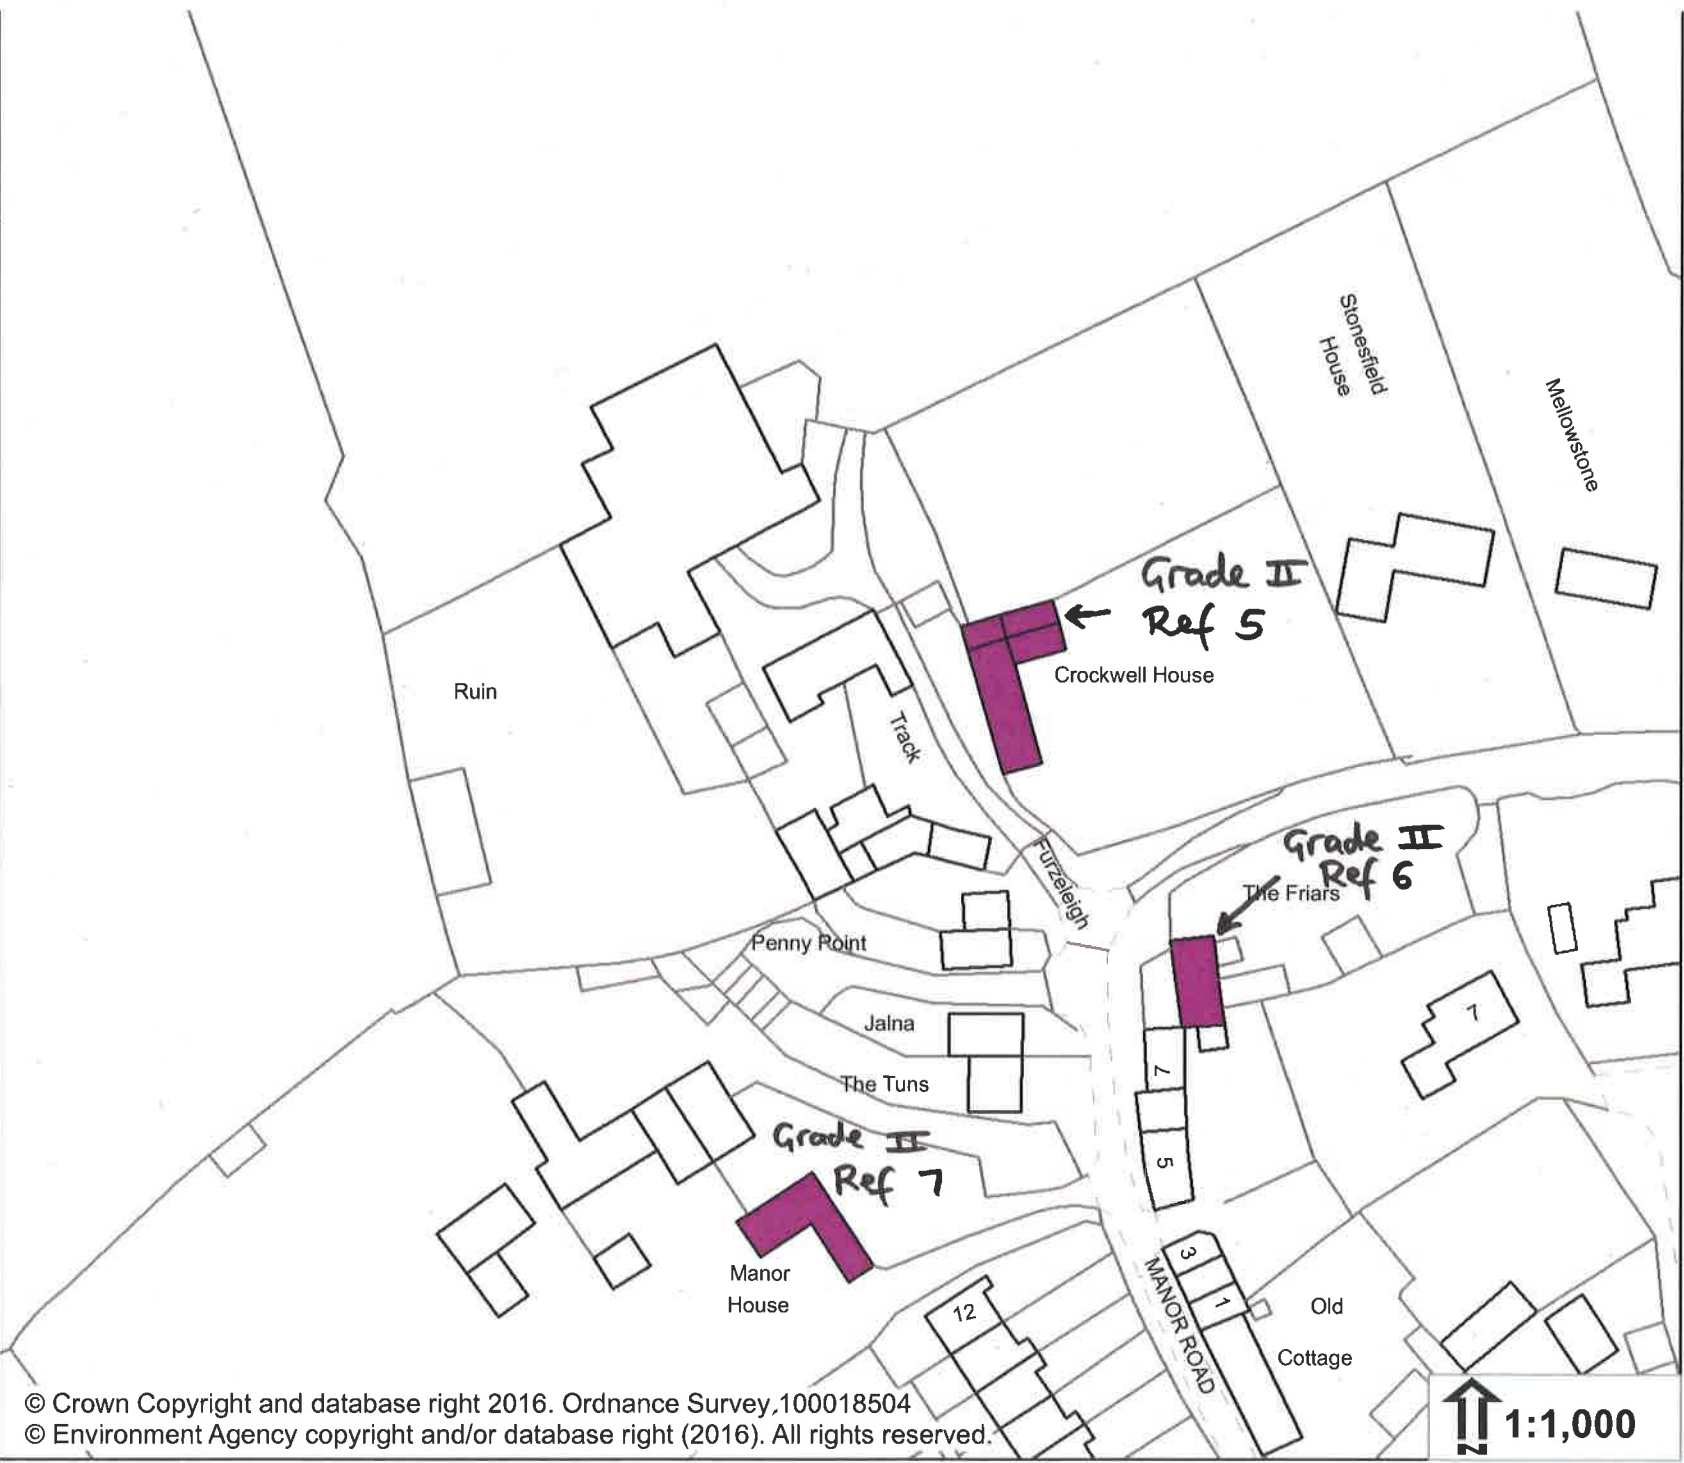 Stonesfield
House
Mellowstone
Grade II
Ref 5
Crockwell House
Ruin
Track
Furzeleigh
Grade II
Ref 6
The Friars
Penny Point
Jalna
The Tuns
7
7
5
Grade II
Ref 7
Manor
House
3
1
12
MANOR ROAD
Old
Cottage
© Crown Copyright and database right 2016. Ordnance Survey,100018504
© Environment Agency copyright and/or database right (2016). All rights reserved.
N
1:1,000